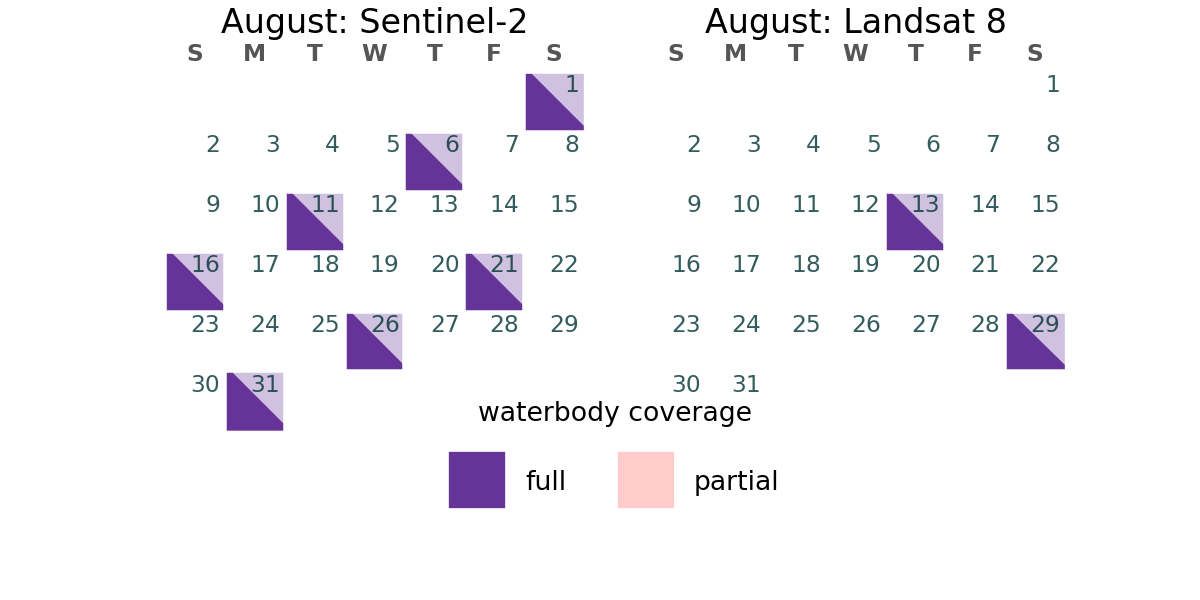 August: Sentinel-2
S M T W T F S
1
2 3 4 5 6 7 8
9 10 11 12 13 14 15
16 17 18 19 20 21 22
23 24 25 26 27 28 29
30 31
August: Landsat 8
S M T W T F S
1
2 3 4 5 6 7 8
9 10 11 12 13 14 15
16 17 18 19 20 21 22
23 24 25 26 27 28 29
30 31
waterbody coverage
full partial